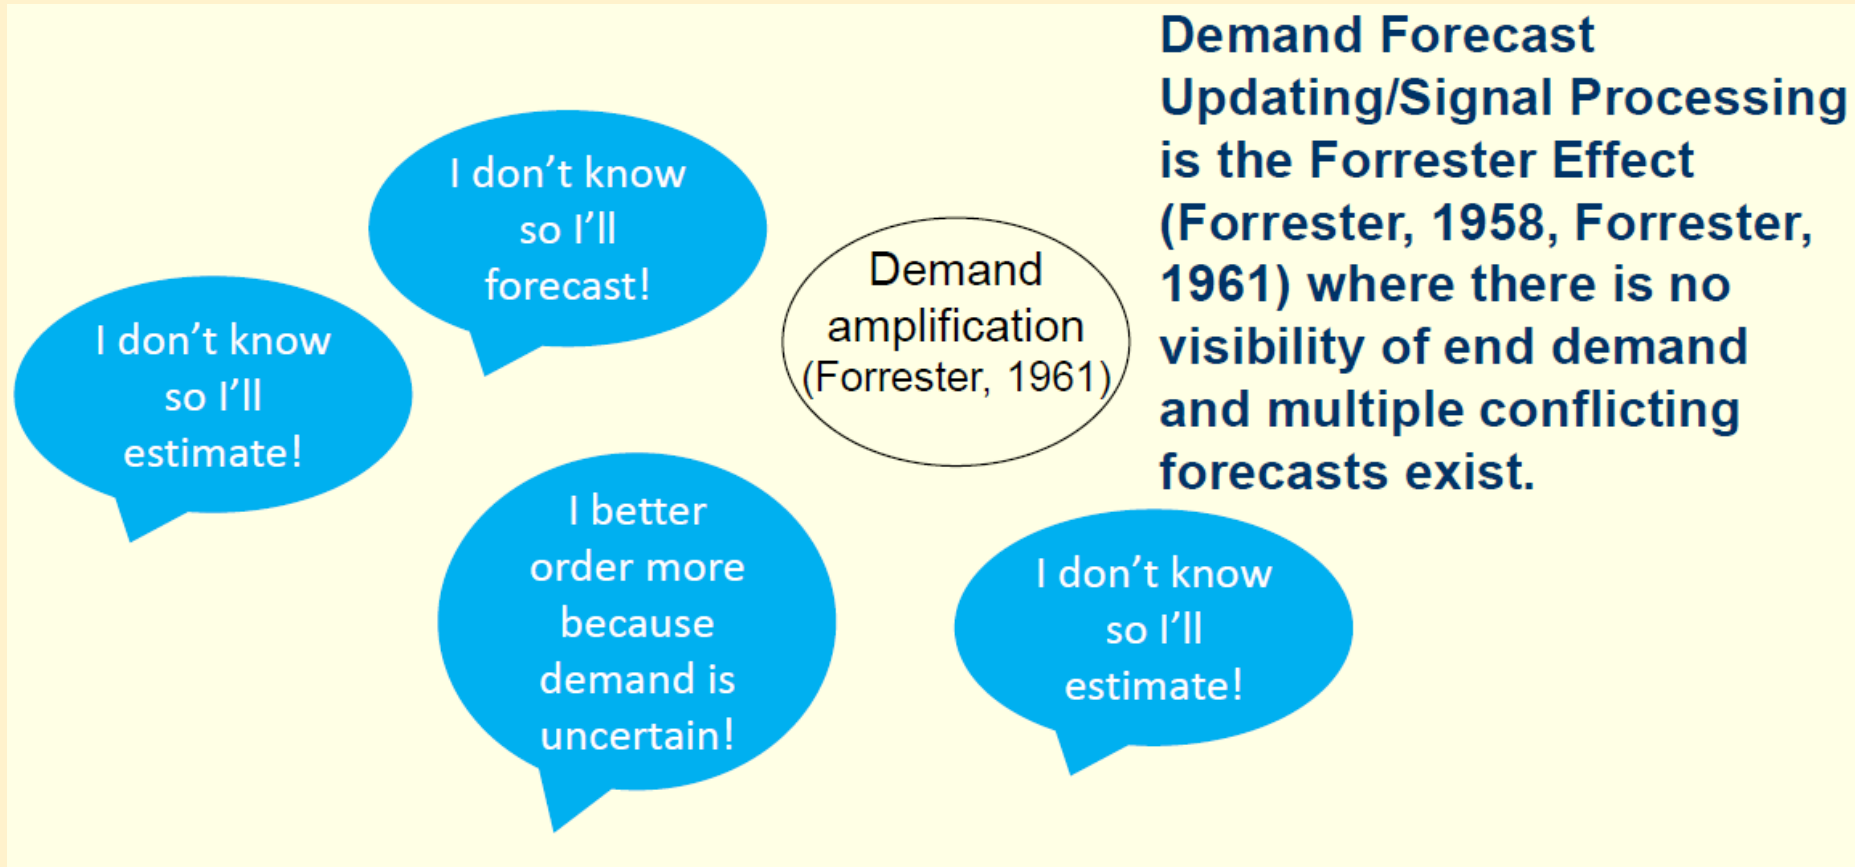 Demand Forecast
Updating/Signal Processing
is the Forrester Effect
(Forrester, 1958, Forrester,
1961) where there is no
visibility of end demand
and multiple conflicting
forecasts exist.
I don’t know
so I’ll
forecast!
I don’t know
so I’ll
estimate!
Demand
amplification
(Forrester, 1961)
I better
order more
because
demand is
uncertain!
I don’t know
so I’ll
estimate!